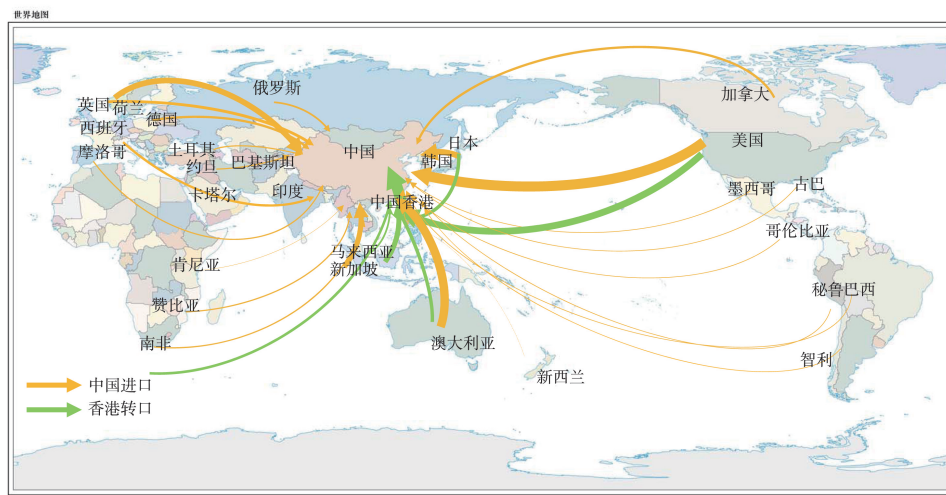 世界地图
俄罗斯
加拿大
英国
荷兰
德国
西班牙
日本
美国
摩洛哥
土耳其
约旦
巴基斯坦
中国
韩国
卡塔尔
印度
墨西哥
古巴
中国香港
哥伦比亚
马来西亚
新加坡
肯尼亚
赞比亚
秘鲁
巴西
南非
澳大利亚
智利
新西兰
中国进口
香港转口